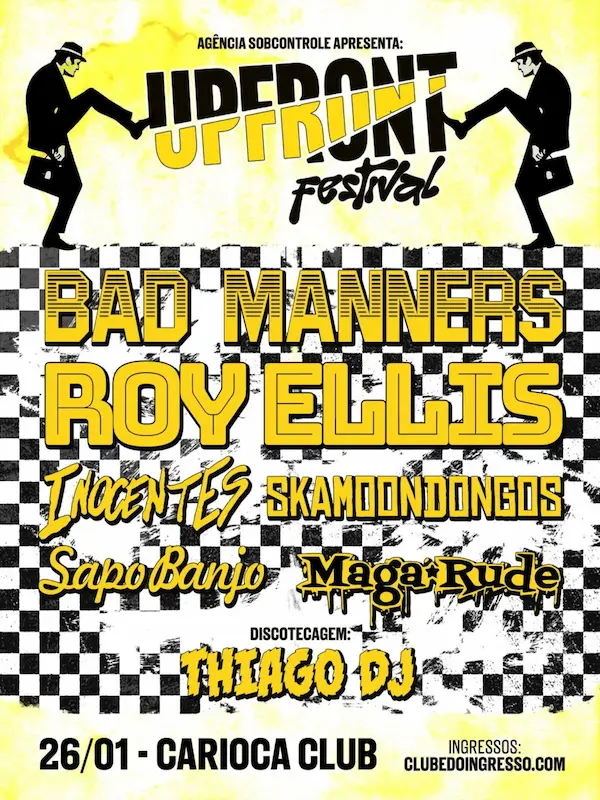 AGÊNCIA SOBCONTROLE APRESENTA:
UPFRONT
Festival
BAD MANNERS
ROY ELLIS
INOCENTES SKAMOONDONGOS
Sapo Banjo Maga Rude
DISCOTECAGEM:
THIAGO DJ
26/01 - CARIOCA CLUB
INGRESSOS:
CLUBEDOINGRESSO.COM